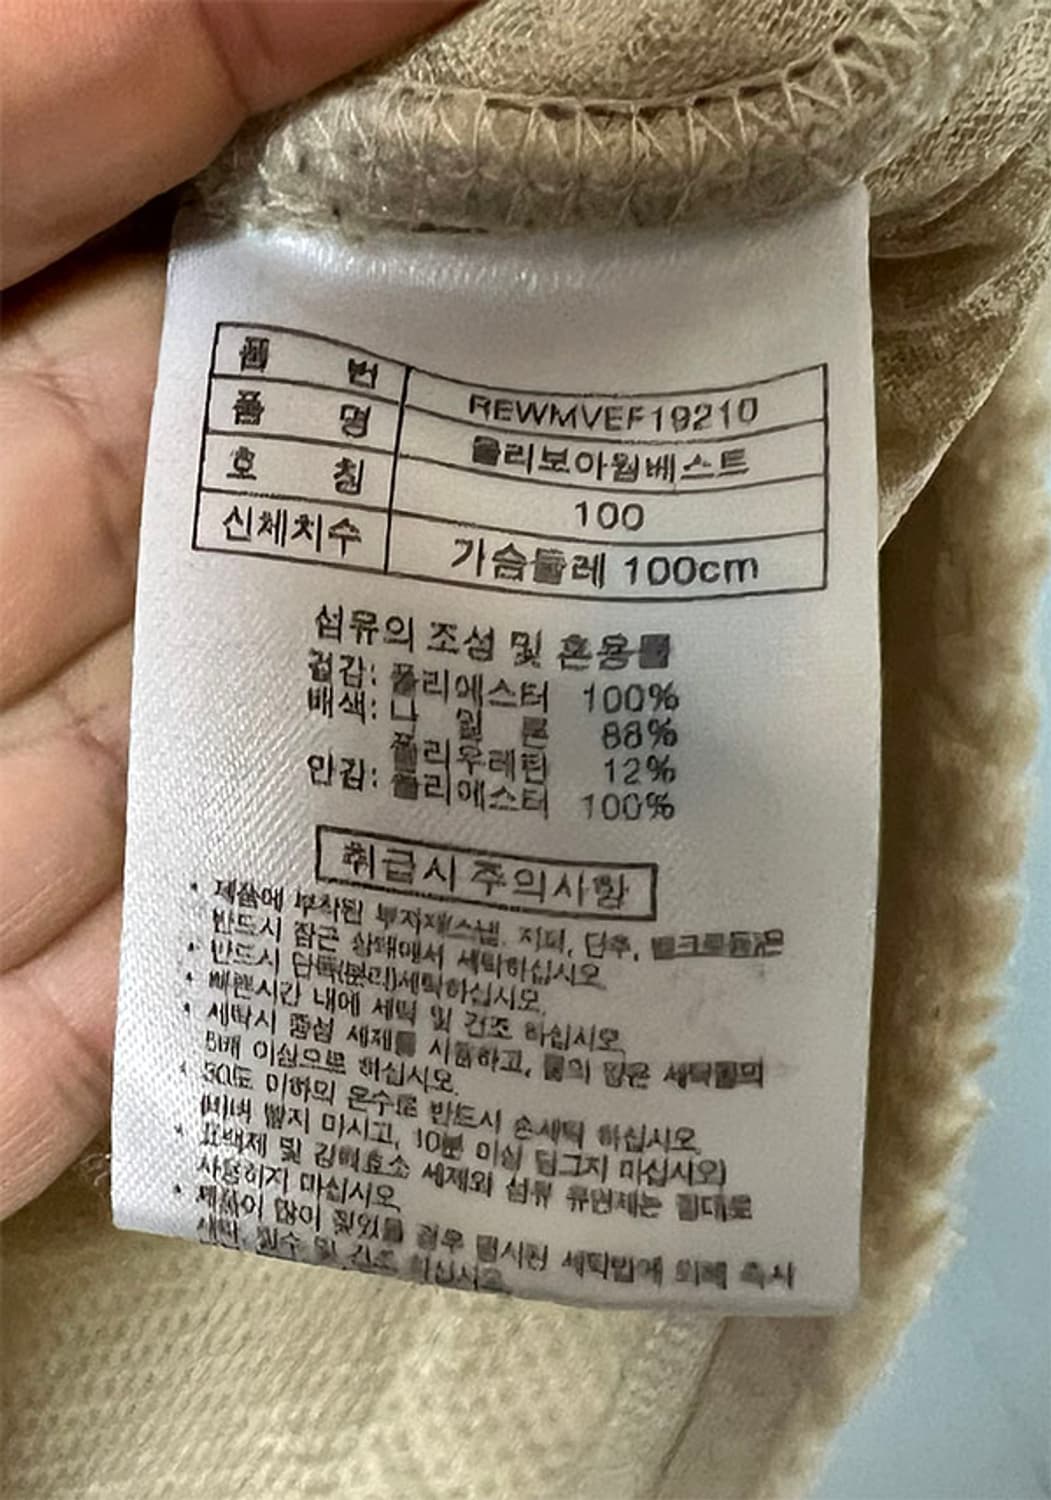 품 번 REWMVEF19210
품 명 올리보아웜베스트
호 칭 100
신체치수 가슴둘레 100cm
섬유의 조성 및 혼용률
겉감: 폴리에스터 100%
배색: 나 일 론 88%
폴리우레탄 12%
안감: 폴리에스터 100%
취급시 주의사항
* 제품에 부착된 부자재스냅, 지퍼, 단추, 벨크로등)은
반드시 잠근 상태에서 세탁하십시오.
* 반드시 단독(분리)세탁하십시오.
* 빠른시간 내에 세탁 및 건조 하십시오.
* 세탁시 중성 세제를 사용하고, 물의 양은 세탁물의
5배 이상으로 하십시오.
* 30도 이하의 온수로 반드시 손세탁 하십시오.
비벼 빨지 마시고, 10분 이상 담그지 마십시오)
* 표백제 및 효소 세제와 섬유 유연제는 절대로
사용하지 마십시오.
* 제품이 많이 젖었을 경우 명시된 세탁법에 의해 즉시
세탁, 탈수 및 건조 하십시오.